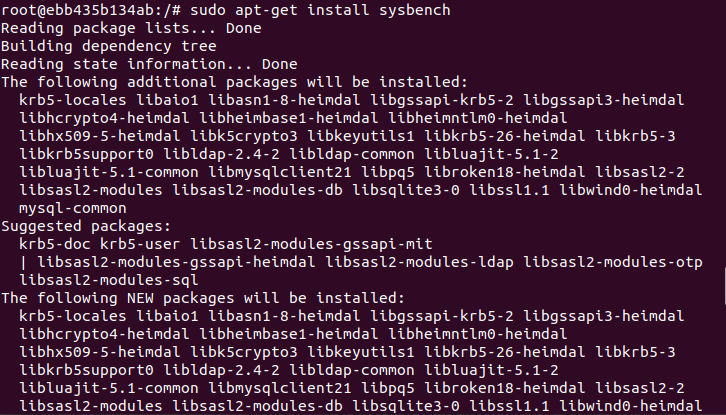 root@ebb435b134ab:/# sudo apt-get install sysbench
Reading package lists... Done
Building dependency tree
Reading state information... Done
The following additional packages will be installed:
  krb5-locales libaio1 libasn1-8-heimdal libgssapi-krb5-2 libgssapi3-heimdal
  libhcrypto4-heimdal libheimbase1-heimdal libheimntlm0-heimdal
  libhx509-5-heimdal libk5crypto3 libkeyutils1 libkrb5-26-heimdal libkrb5-3
  libkrb5support0 libldap-2.4-2 libldap-common libluajit-5.1-2
  libluajit-5.1-common libmysqlclient21 libpq5 libroken18-heimdal libsasl2-2
  libsasl2-modules libsasl2-modules-db libsqlite3-0 libssl1.1 libwind0-heimdal
  mysql-common
Suggested packages:
  krb5-doc krb5-user libsasl2-modules-gssapi-mit
  | libsasl2-modules-gssapi-heimdal libsasl2-modules-ldap libsasl2-modules-otp
  libsasl2-modules-sql
The following NEW packages will be installed:
  krb5-locales libaio1 libasn1-8-heimdal libgssapi-krb5-2 libgssapi3-heimdal
  libhcrypto4-heimdal libheimbase1-heimdal libheimntlm0-heimdal
  libhx509-5-heimdal libk5crypto3 libkeyutils1 libkrb5-26-heimdal libkrb5-3
  libkrb5support0 libldap-2.4-2 libldap-common libluajit-5.1-2
  libluajit-5.1-common libmysqlclient21 libpq5 libroken18-heimdal libsasl2-2
  libsasl2-modules libsasl2-modules-db libsqlite3-0 libssl1.1 libwind0-heimdal